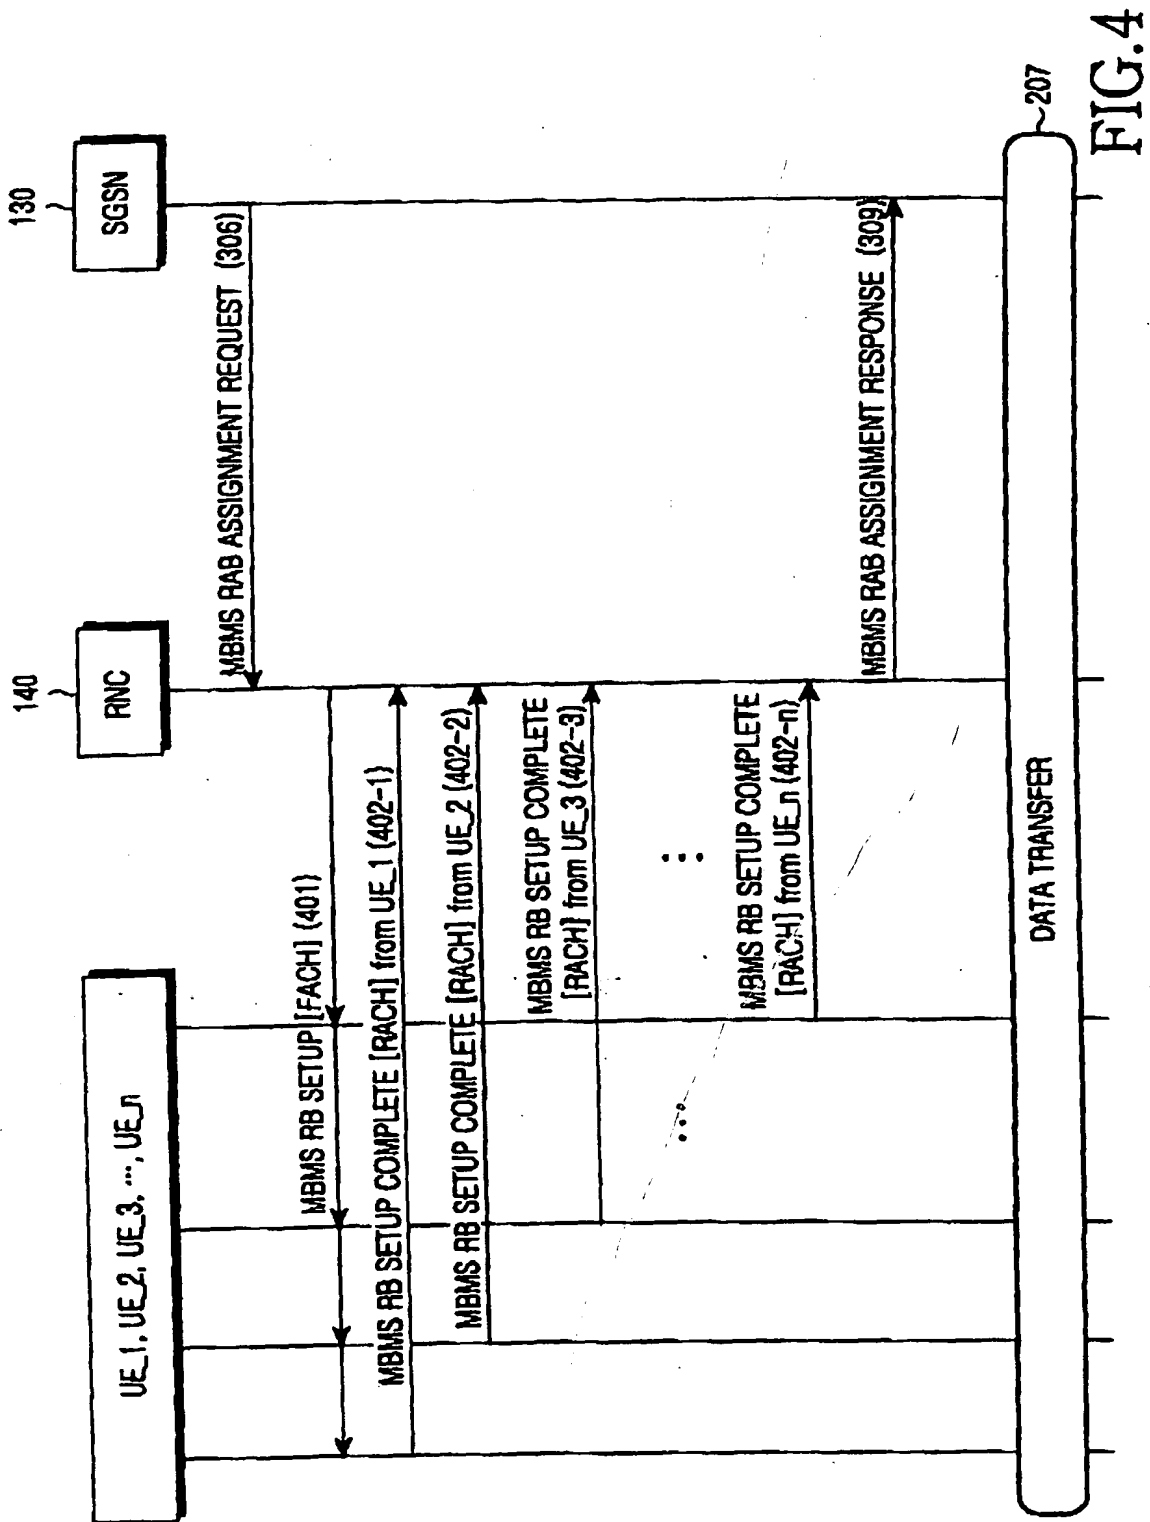 UE_1, UE_2, UE_3, ..., UE_n
140
RNC
130
SGSN
MBMS RAB ASSIGNMENT REQUEST (306)
MBMS RB SETUP [FACH] (401)
MBMS RB SETUP COMPLETE [RACH] from UE_1 (402-1)
MBMS RB SETUP COMPLETE [RACH] from UE_2 (402-2)
MBMS RB SETUP COMPLETE
[RACH] from UE_3 (402-3)
...
...
MBMS RB SETUP COMPLETE
[RACH] from UE_n (402-n)
MBMS RAB ASSIGNMENT RESPONSE (309)
DATA TRANSFER
207
FIG.4